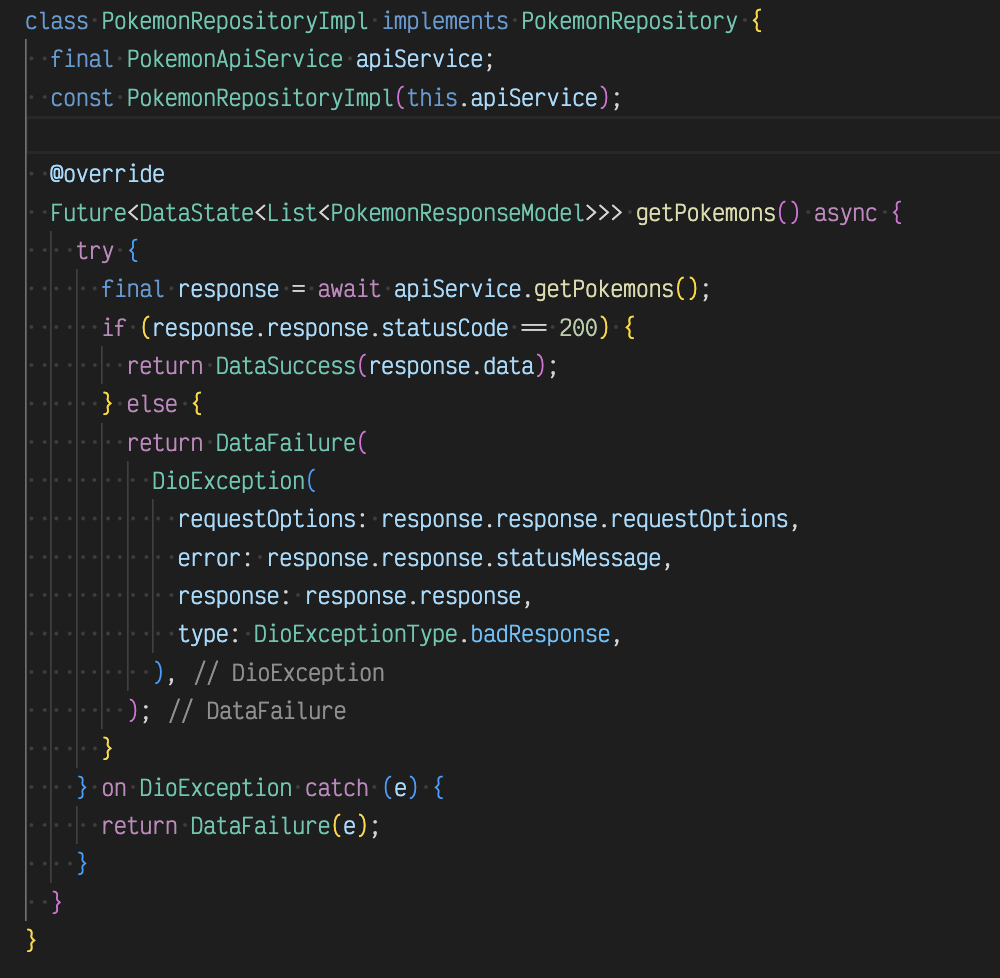 class PokemonRepositoryImpl implements PokemonRepository {
  final PokemonApiService apiService;
  const PokemonRepositoryImpl(this.apiService);

  @override
  Future<DataState<List<PokemonResponseModel>>> getPokemons() async {
    try {
      final response = await apiService.getPokemons();
      if (response.response.statusCode == 200) {
        return DataSuccess(response.data);
      } else {
        return DataFailure(
          DioException(
            requestOptions: response.response.requestOptions,
            error: response.response.statusMessage,
            response: response.response,
            type: DioExceptionType.badResponse,
          ), // DioException
        ); // DataFailure
      }
    } on DioException catch (e) {
      return DataFailure(e);
    }
  }
}